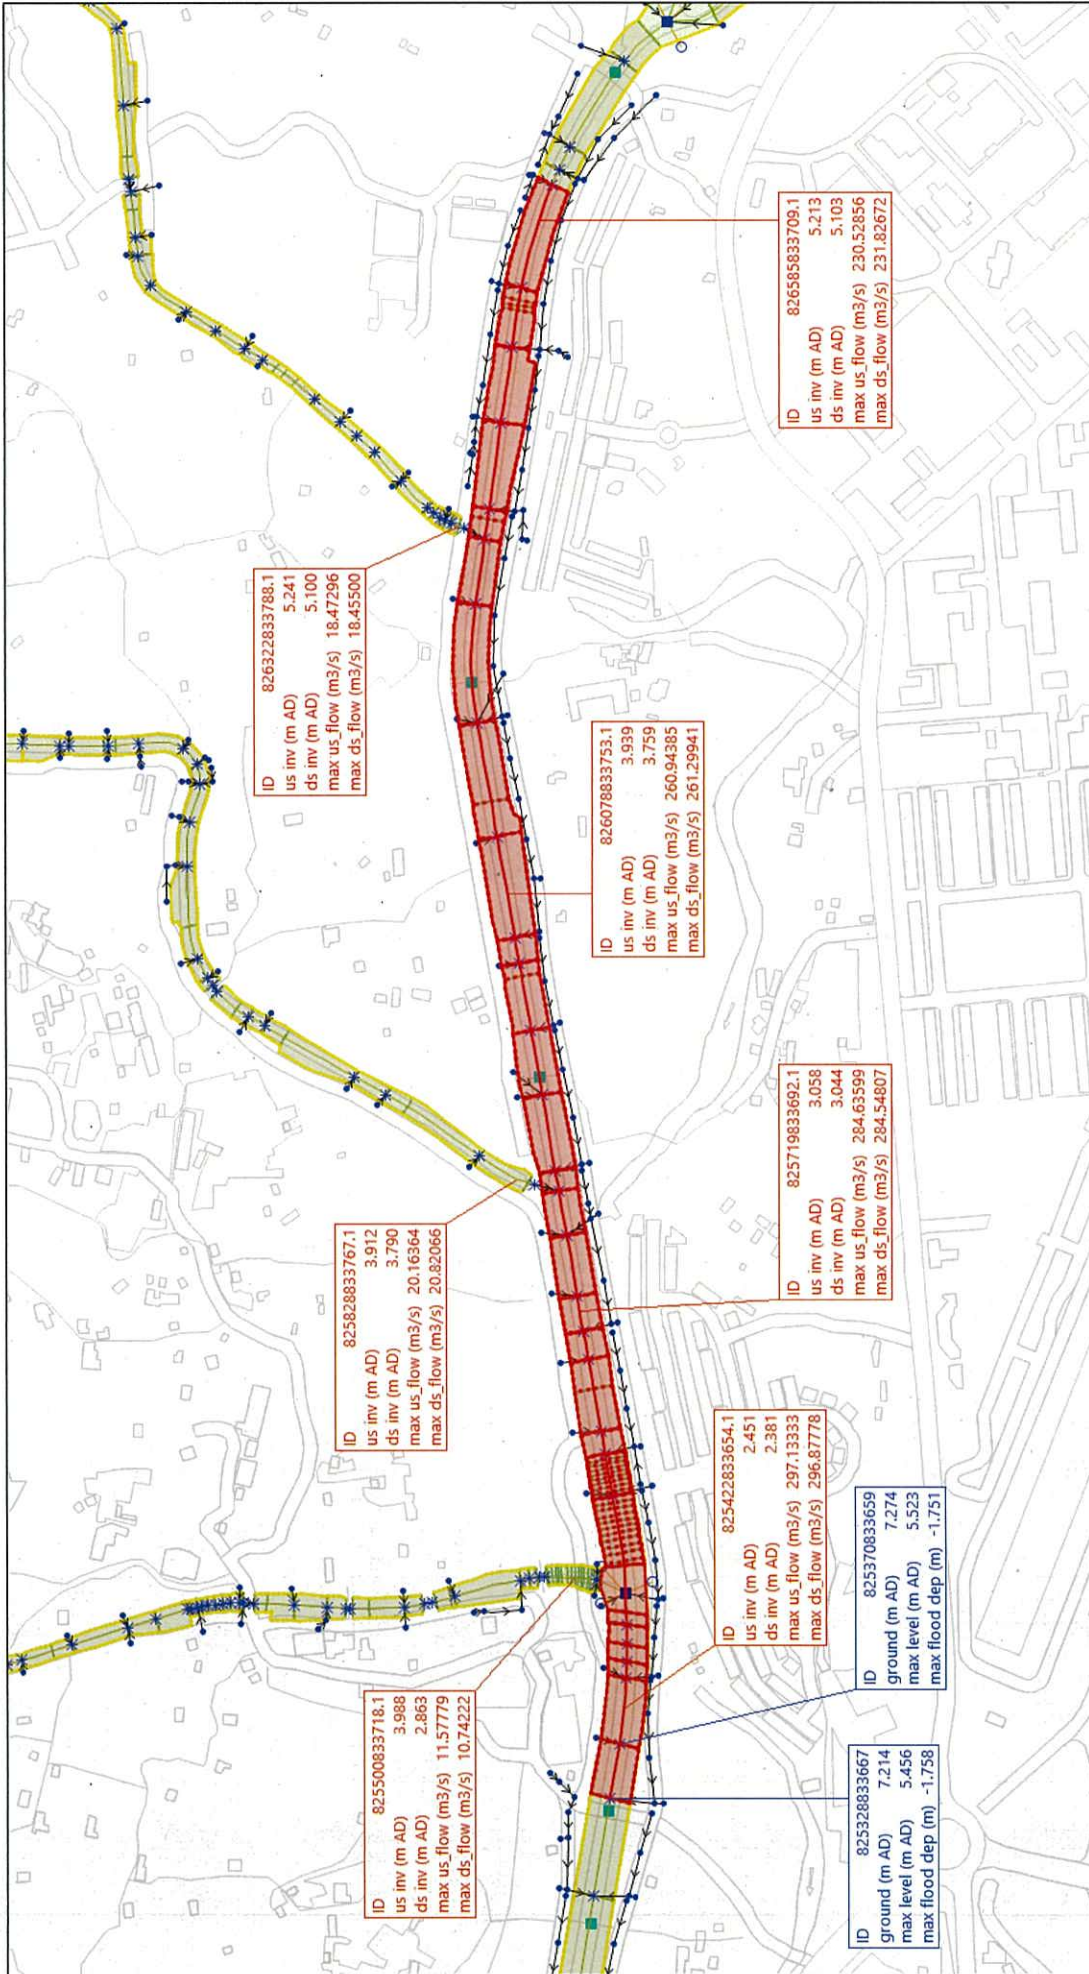 ID 826322833788.1
us inv (m AD) 5.241
ds inv (m AD) 5.100
max us_flow (m3/s) 18.47296
max ds_flow (m3/s) 18.45500
ID 826585833709.1
us inv (m AD) 5.213
ds inv (m AD) 5.103
max us_flow (m3/s) 230.52856
max ds_flow (m3/s) 231.82672
ID 826078833753.1
us inv (m AD) 3.939
ds inv (m AD) 3.759
max us_flow (m3/s) 260.94385
max ds_flow (m3/s) 261.29941
ID 825828833767.1
us inv (m AD) 3.912
ds inv (m AD) 3.790
max us_flow (m3/s) 20.16364
max ds_flow (m3/s) 20.82066
ID 825719833692.1
us inv (m AD) 3.058
ds inv (m AD) 3.044
max us_flow (m3/s) 284.63599
max ds_flow (m3/s) 284.54807
ID 825500833718.1
us inv (m AD) 3.988
ds inv (m AD) 2.863
max us_flow (m3/s) 11.57779
max ds_flow (m3/s) 10.74222
ID 825422833654.1
us inv (m AD) 2.451
ds inv (m AD) 2.381
max us_flow (m3/s) 297.13333
max ds_flow (m3/s) 296.87778
ID 825370833659
ground (m AD) 7.274
max level (m AD) 5.523
max flood dep (m) -1.751
ID 825328833667
ground (m AD) 7.214
max level (m AD) 5.456
max flood dep (m) -1.758